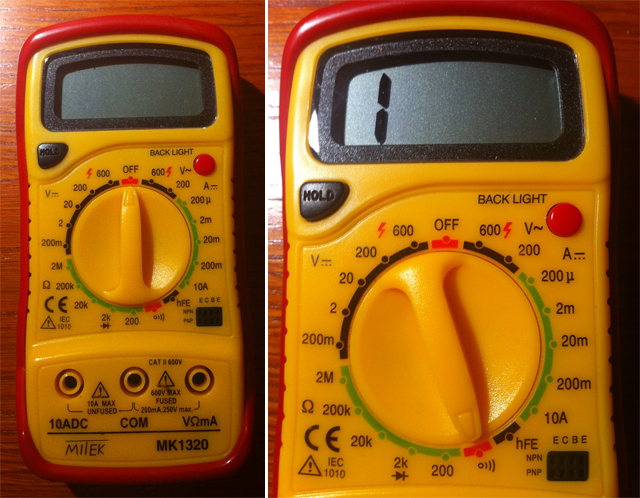 HOLD
BACK LIGHT
600 OFF 600
V⎓ V~ A⎓
200 200
20 200µ
2 2m
200m 20m
2M 200m
Ω 200k 10A
20k hFE
2k 200 o)))
E C B E
NPN
PNP
CE
IEC
1010
CAT II 600V
10A MAX
UNFUSED
600V MAX
FUSED
200mA,250V max
10ADC COM VΩmA
MITEK MK1320
1
HOLD
BACK LIGHT
600 OFF 600
V⎓ V~ A⎓
200 200
20 200µ
2 2m
200m 20m
2M 200m
Ω 200k 10A
20k hFE
2k 200 o)))
E C B E
NPN
PNP
CE
IEC
1010